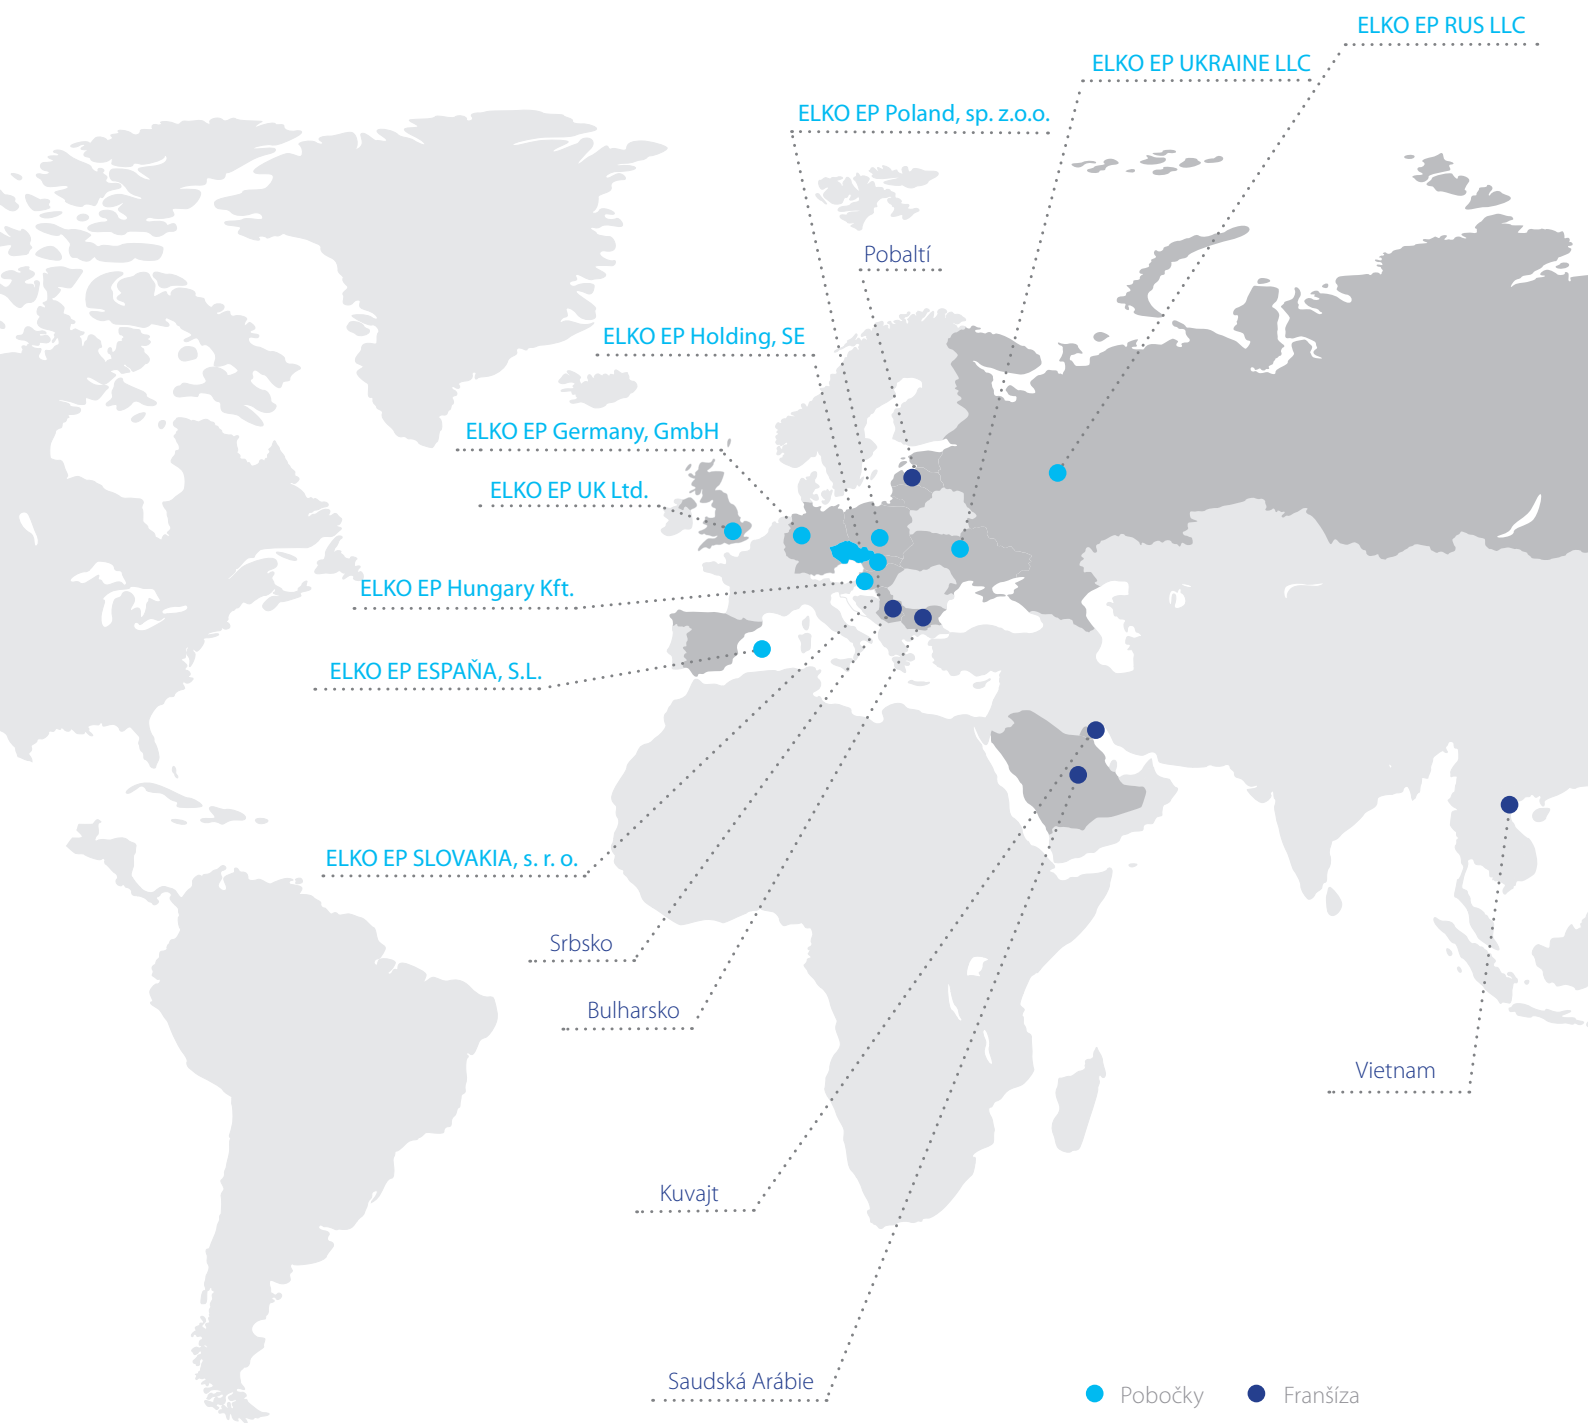 ELKO EP RUS LLC
ELKO EP UKRAINE LLC
ELKO EP Poland, sp. z.o.o.
Pobaltí
ELKO EP Holding, SE
ELKO EP Germany, GmbH
ELKO EP UK Ltd.
ELKO EP Hungary Kft.
ELKO EP ESPAŇA, S.L.
ELKO EP SLOVAKIA, s. r. o.
Srbsko
Bulharsko
Vietnam
Kuvajt
Saudská Arábie
Pobočky
Franšíza